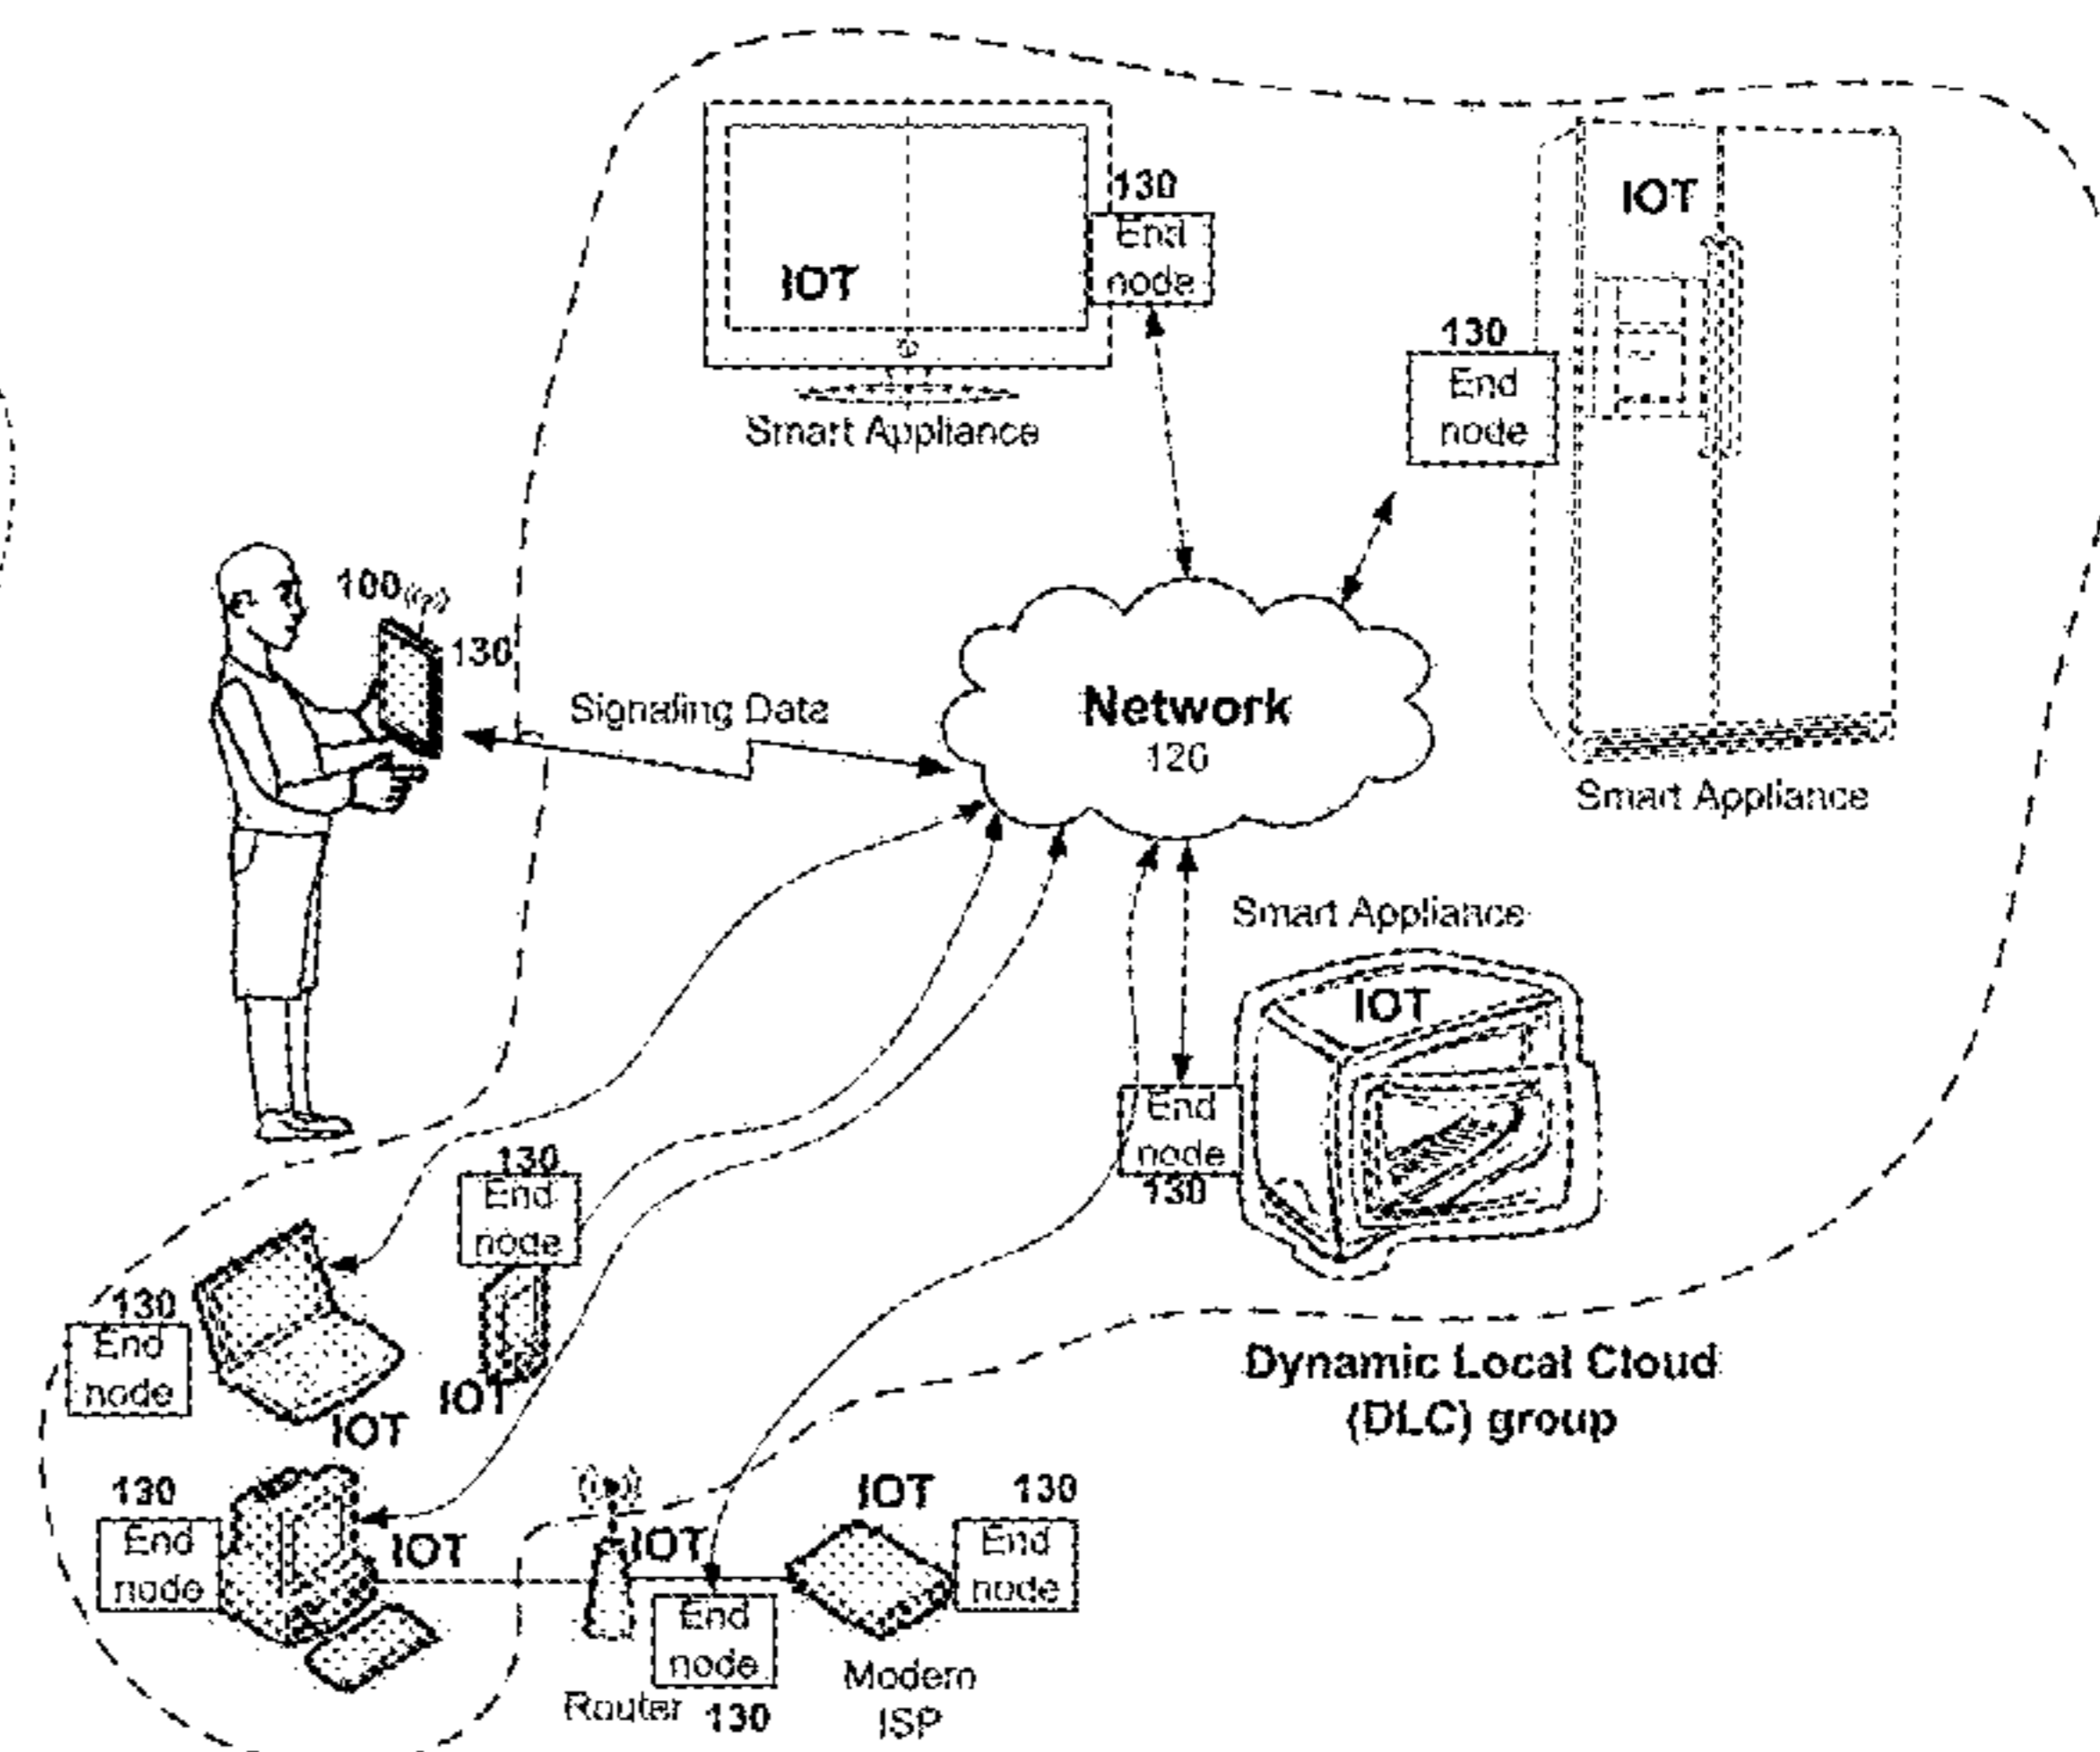 130
End
node
IOT
Smart Appliance
IOT
130
End
node
Smart Appliance
100
130
Signaling Data
Network
120
Smart Appliance
IOT
End
node
130
130
End
node
IOT
130
End
node
IOT
130
End
node
IOT
IOT
Router
End
node
130
IOT
130
End
node
Modem
ISP
Dynamic Local Cloud
(DLC) group